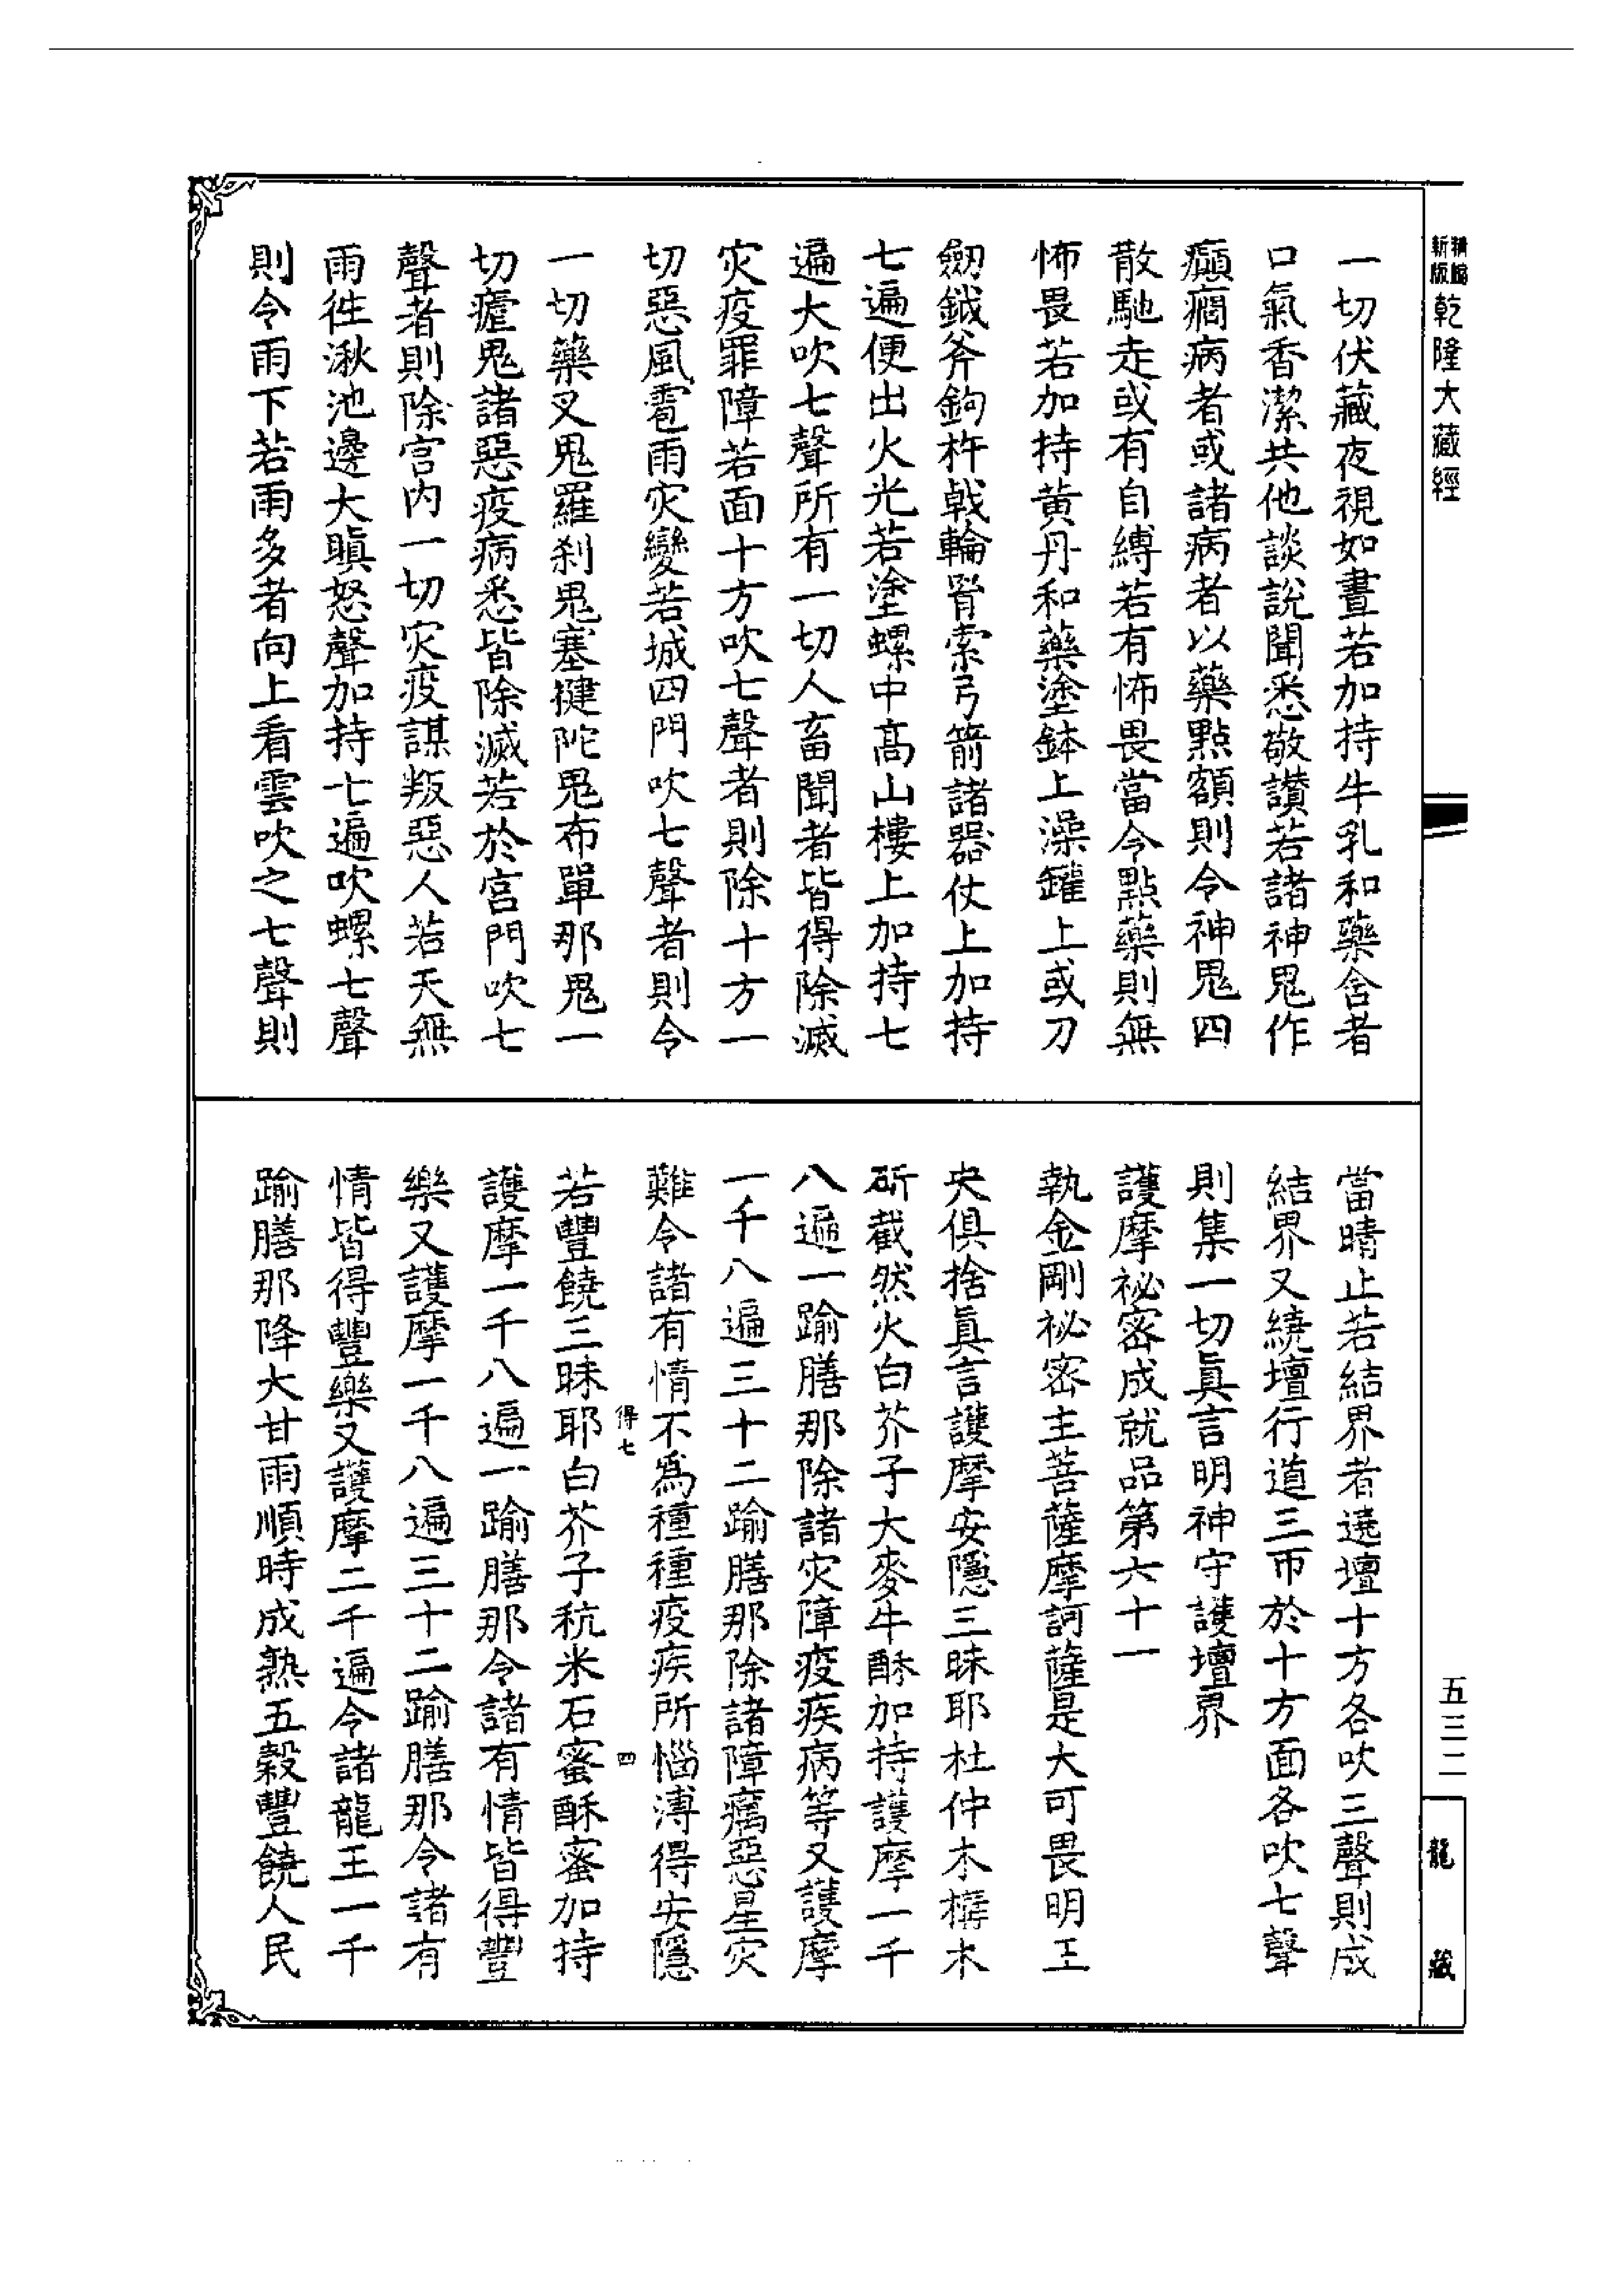 新版精縮乾隆大藏經
一切伏藏夜視如晝若加持牛乳和藥含者
口氣香潔共他談說聞悉敬讃若諸神鬼作
癲癇病者或諸病者以藥點額則令神鬼四
散馳走或有自縛若有怖畏當令點藥則無
怖畏若加持黃丹和藥塗鉢上澡罐上或刀
劒鉞斧鉤杵戟輪罥索弓箭諸器仗上加持
七遍便出火光若塗螺中高山樓上加持七
遍大吹七聲所有一切人畜聞者皆得除滅
灾疫罪障若面十方吹七聲者則除十方一
切惡風雹雨灾變若城四門吹七聲者則令
一切藥叉鬼羅刹鬼塞揵陀鬼布單那鬼一
切瘧鬼諸惡疫病悉皆除滅若於宮門吹七
聲者則除宮内一切灾疫謀叛惡人若天無
雨徃湫池邊大瞋怒聲加持七遍吹螺七聲
則令雨下若雨多者向上看雲吹之七聲則
當晴止若結界者遶壇十方各吹三聲則成
結界又繞壇行道三帀於十方面各吹七聲
則集一切眞言明神守護壇界
護摩祕密成就品第六十一
執金剛祕密主菩薩摩訶薩是大可畏明王
央俱捨眞言護摩安隱三昧耶杜仲木構木
斫截然火白芥子大麥牛酥加持護摩一千
八遍一踰膳那除諸灾障疫疾病等又護摩
一千八遍三十二踰膳那除諸障癘惡星灾
難令諸有情不爲種種疫疾所惱溥得安隱
得七
四
若豐饒三昧耶白芥子秔米石蜜酥蜜加持
護摩一千八遍一踰膳那令諸有情皆得豐
樂又護摩一千八遍三十二踰膳那令諸有
情皆得豐樂又護摩二千遍令諸龍王一千
踰膳那降大甘雨順時成熟五穀豐饒人民
五三二
龍藏